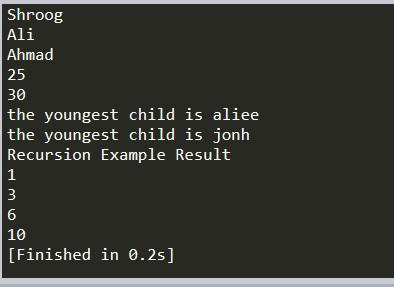 Shroog
Ali
Ahmad
25
30
the youngest child is aliee
the youngest child is jonh
Recursion Example Result
1
3
6
10
[Finished in 0.2s]